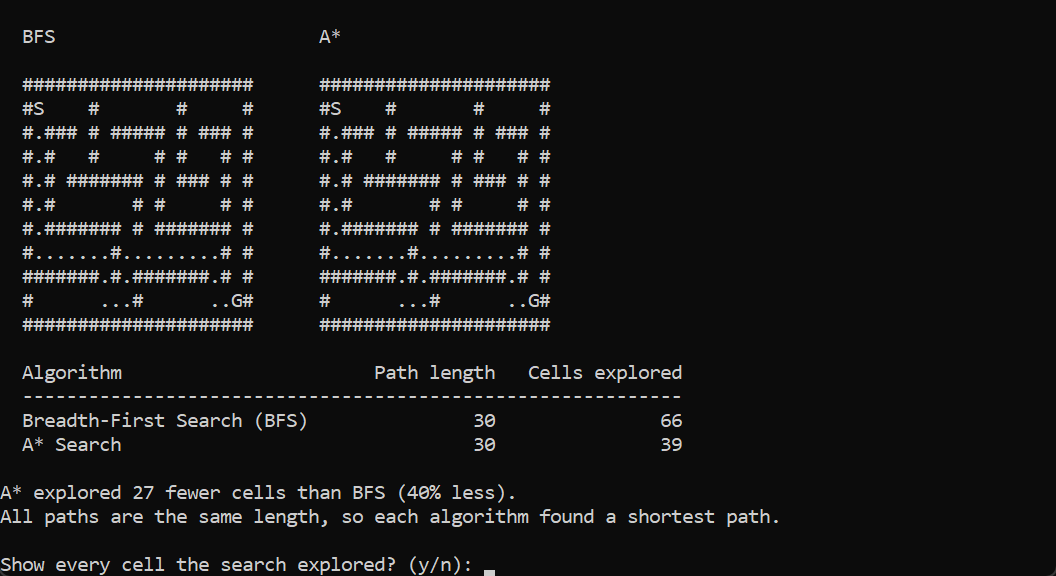 BFS                        A*
#####################      #####################
#S    #       #     #      #S    #       #     #
#.### # ##### # ### #      #.### # ##### # ### #
#.#   #     # #   # #      #.#   #     # #   # #
#.# ####### # ### # #      #.# ####### # ### # #
#.#       # #     # #      #.#       # #     # #
#.####### # ####### #      #.####### # ####### #
#.......#.........# #      #.......#.........# #
#######.#.#######.# #      #######.#.#######.# #
#      ...#      ..G#      #      ...#      ..G#
#####################      #####################
Algorithm                       Path length   Cells explored
------------------------------------------------------------
Breadth-First Search (BFS)               30               66
A* Search                                30               39
A* explored 27 fewer cells than BFS (40% less).
All paths are the same length, so each algorithm found a shortest path.
Show every cell the search explored? (y/n):